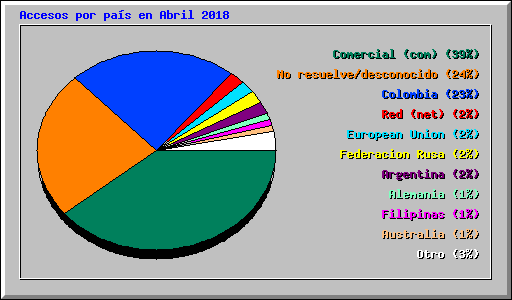 Accesos por país en Abril 2018
Comercial (com) (39%)
No resuelve/desconocido (24%)
Colombia (23%)
Red (net) (2%)
European Union (2%)
Federacion Rusa (2%)
Argentina (2%)
Alemania (1%)
Filipinas (1%)
Australia (1%)
Otro (3%)